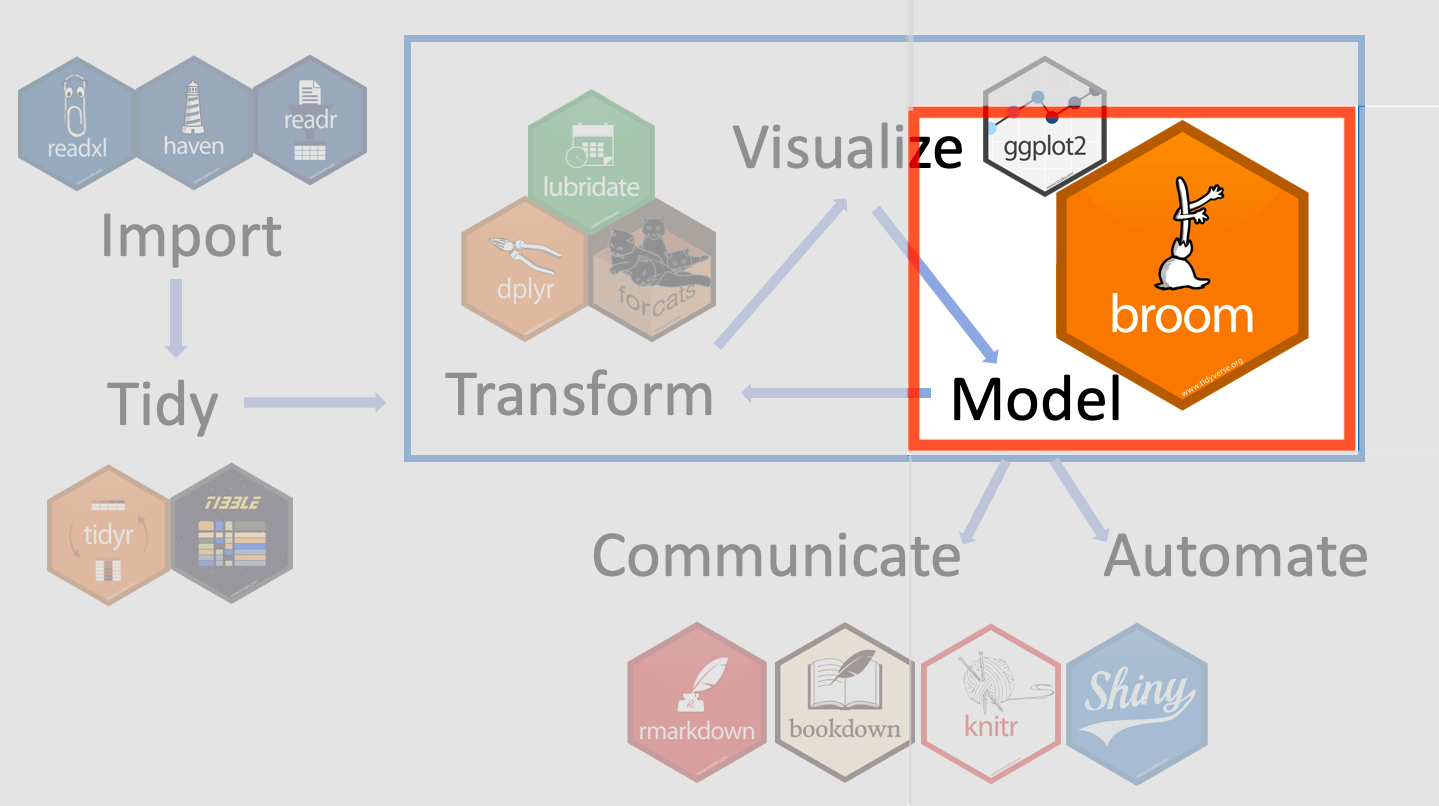 readxl
haven
readr
Import
Tidy
tidyr
TIBBLE
lubridate
dplyr
forcats
Transform
Visualize
ggplot2
broom
www.tidyverse.org
Model
Communicate
Automate
rmarkdown
bookdown
knitr
Shiny